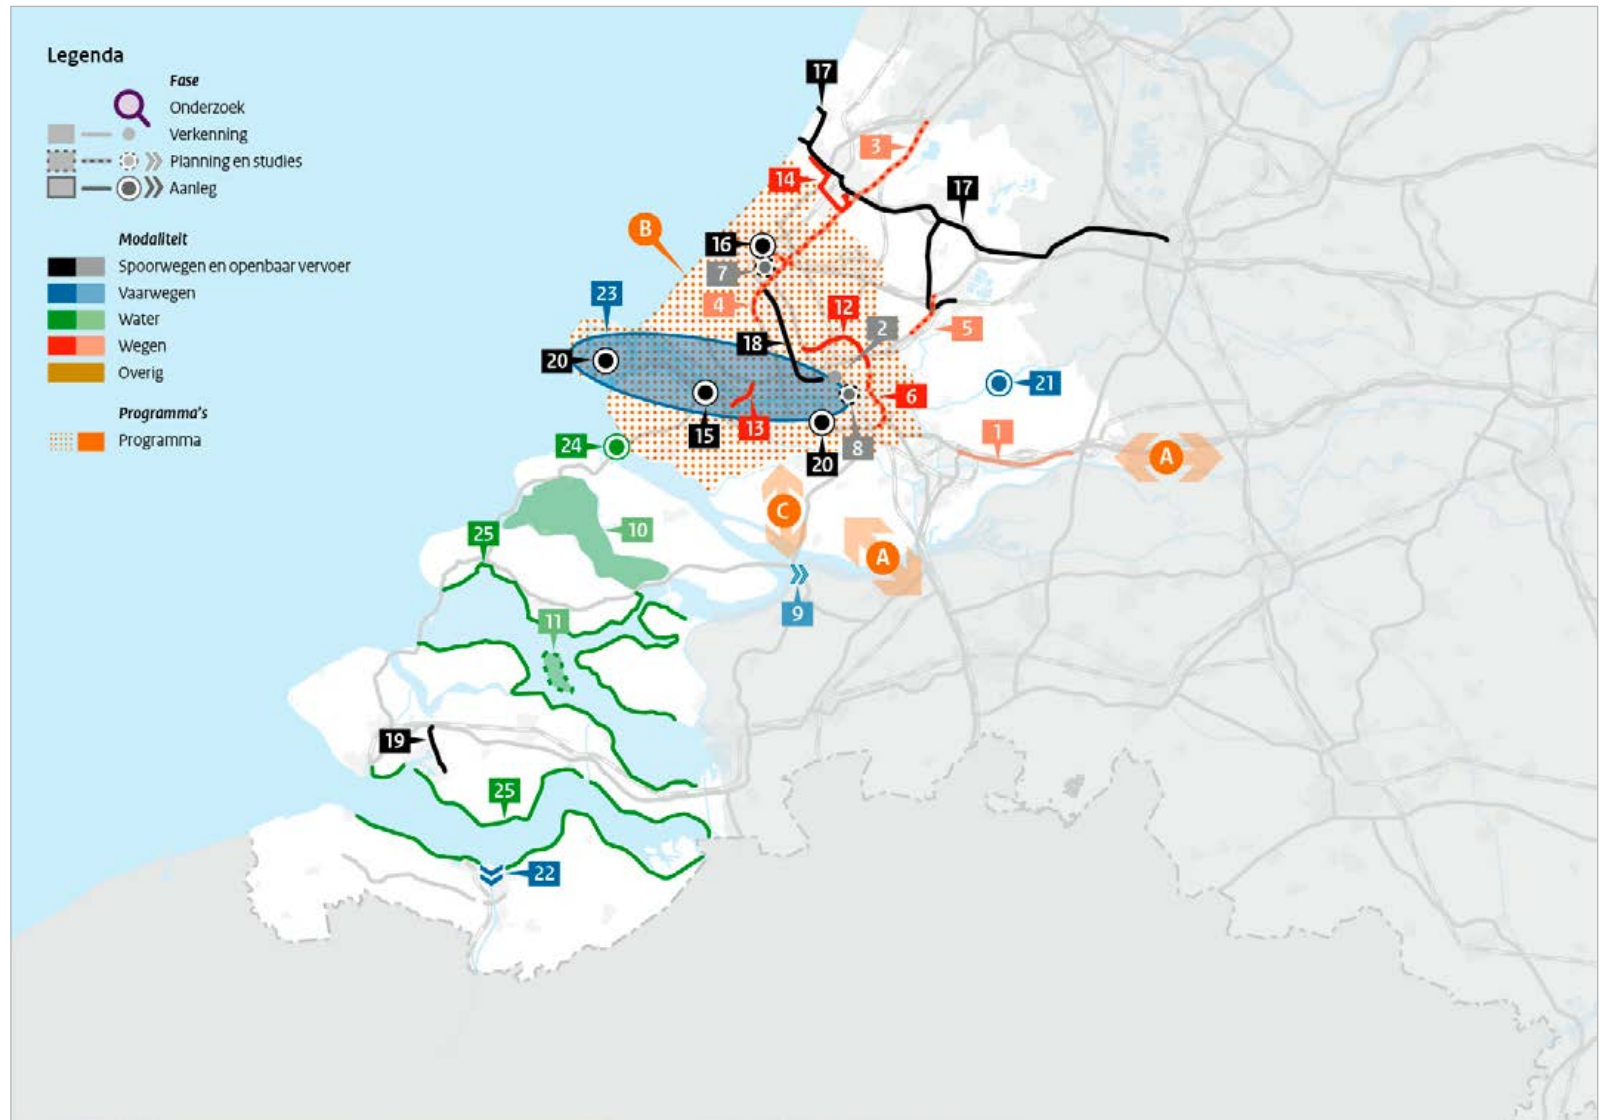 Legenda
Fase
Onderzoek
Verkenning
Planning en studies
Aanleg
Modaliteit
Spoorwegen en openbaar vervoer
Vaarwegen
Water
Wegen
Overig
Programma's
Programma
17
3
14
17
B
16
7
4
23
12
2
5
18
20
21
6
13
15
1
24
8
20
A
C
10
25
A
9
11
19
25
22